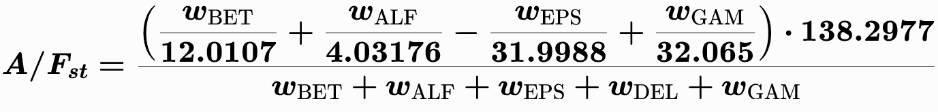 A/F_st = ( w_BET / 12.0107 + w_ALF / 4.03176 − w_EPS / 31.9988 + w_GAM / 32.065 ) · 138.2977 / w_BET + w_ALF + w_EPS + w_DEL + w_GAM